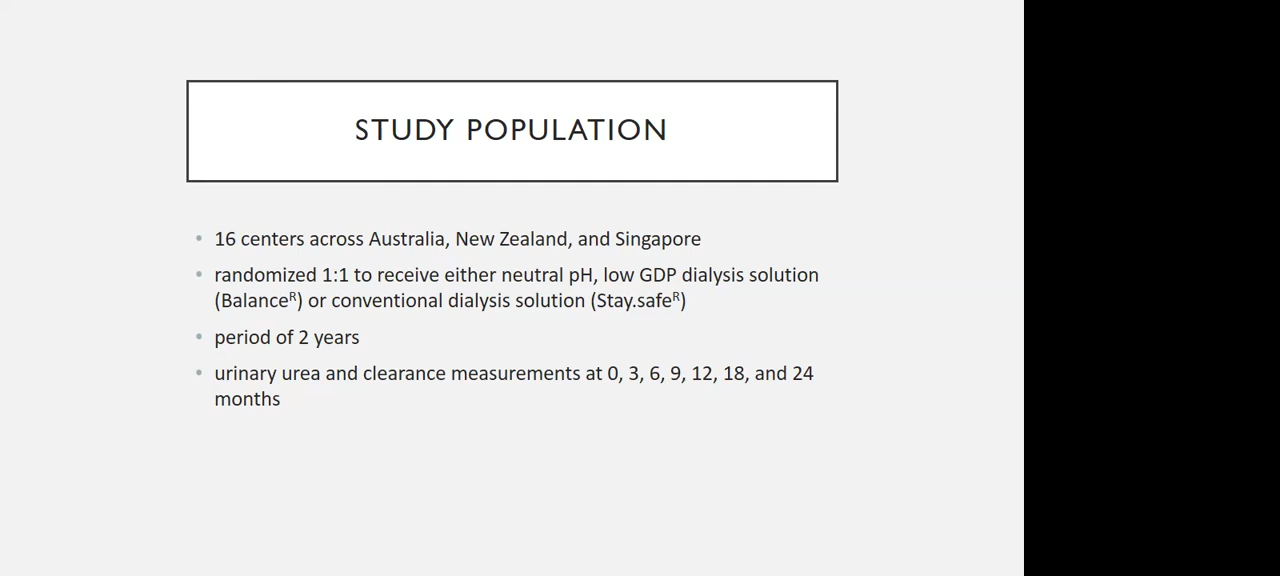 STUDY POPULATION
• 16 centers across Australia, New Zealand, and Singapore
• randomized 1:1 to receive either neutral pH, low GDP dialysis solution
(Balanceᴿ) or conventional dialysis solution (Stay.safeᴿ)
• period of 2 years
• urinary urea and clearance measurements at 0, 3, 6, 9, 12, 18, and 24
months